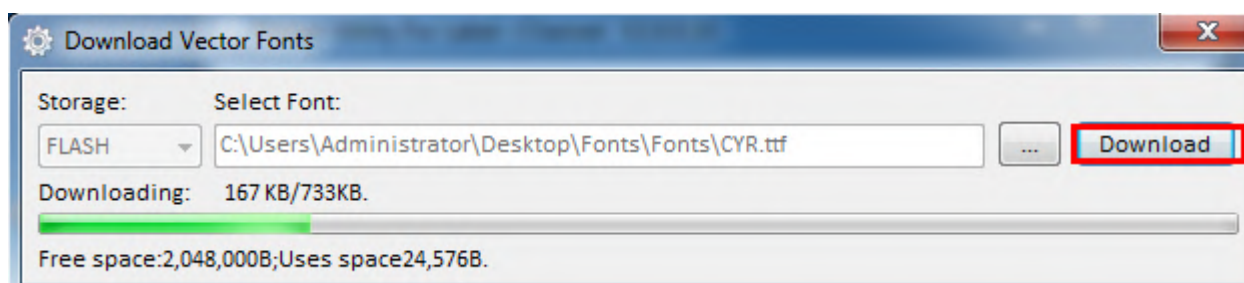 Download Vector Fonts
Storage: Select Font:
FLASH C:\Users\Administrator\Desktop\Fonts\Fonts\CYR.ttf ... Download
Downloading: 167 KB/733KB.
Free space:2,048,000B;Uses space24,576B.